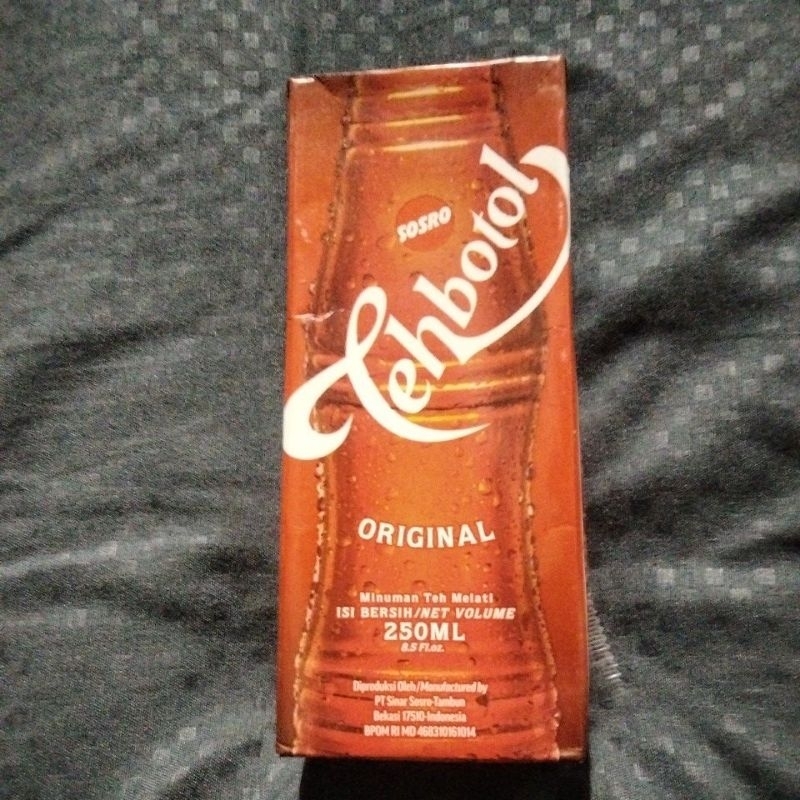 SOSRO
Tehbotol
ORIGINAL
Minuman Teh Melati
ISI BERSIH/NET VOLUME
250ML
8.5 Fl.oz.
Diproduksi Oleh/Manufactured by
PT Sinar Sosro-Tambun
Bekasi 17510-Indonesia
BPOM RI MD 468310161014